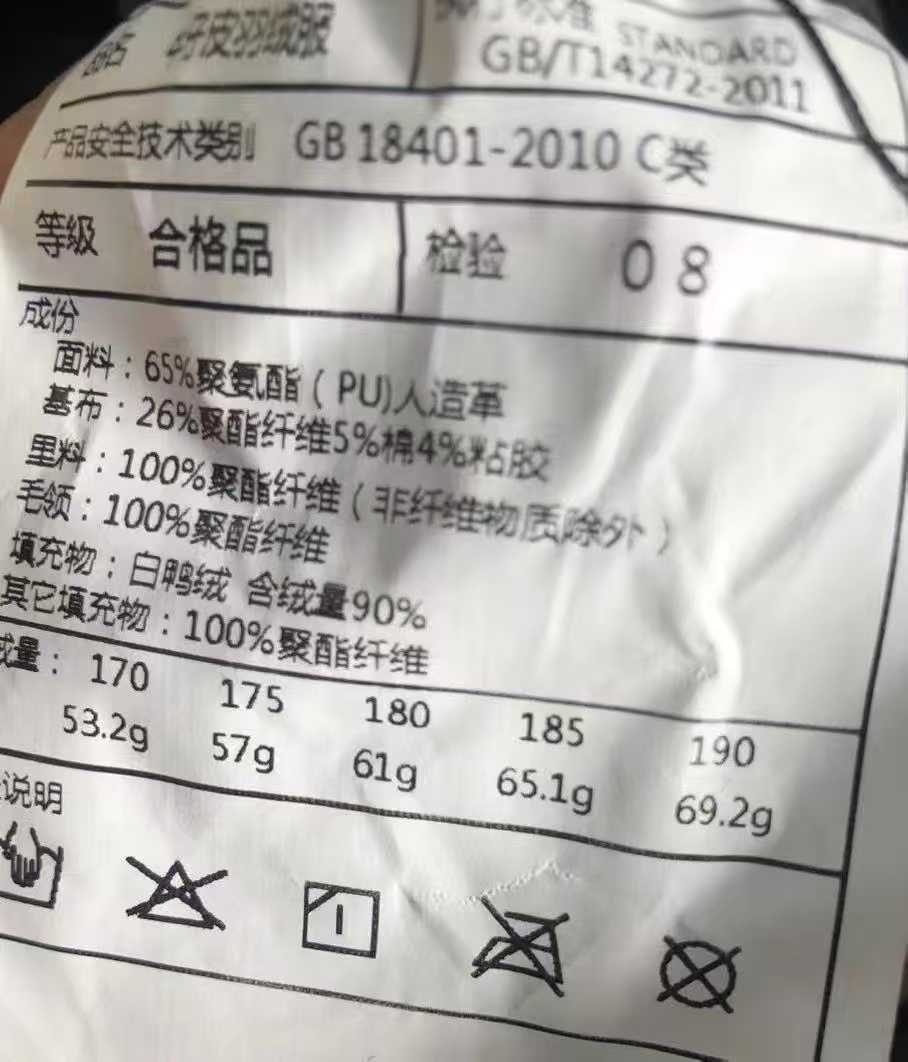 皮羽绒服
STANDARD
GB/T14272-2011
产品安全技术类别 GB 18401-2010 C类
等级 合格品 检验 08
成份
面料：65%聚氨酯（PU)人造革
基布：26%聚酯纤维5%棉4%粘胶
里料：100%聚酯纤维（非纤维物质除外）
毛领：100%聚酯纤维
填充物：白鸭绒 含绒量90%
其它填充物：100%聚酯纤维
绒量：170 175 180 185 190
53.2g 57g 61g 65.1g 69.2g
说明